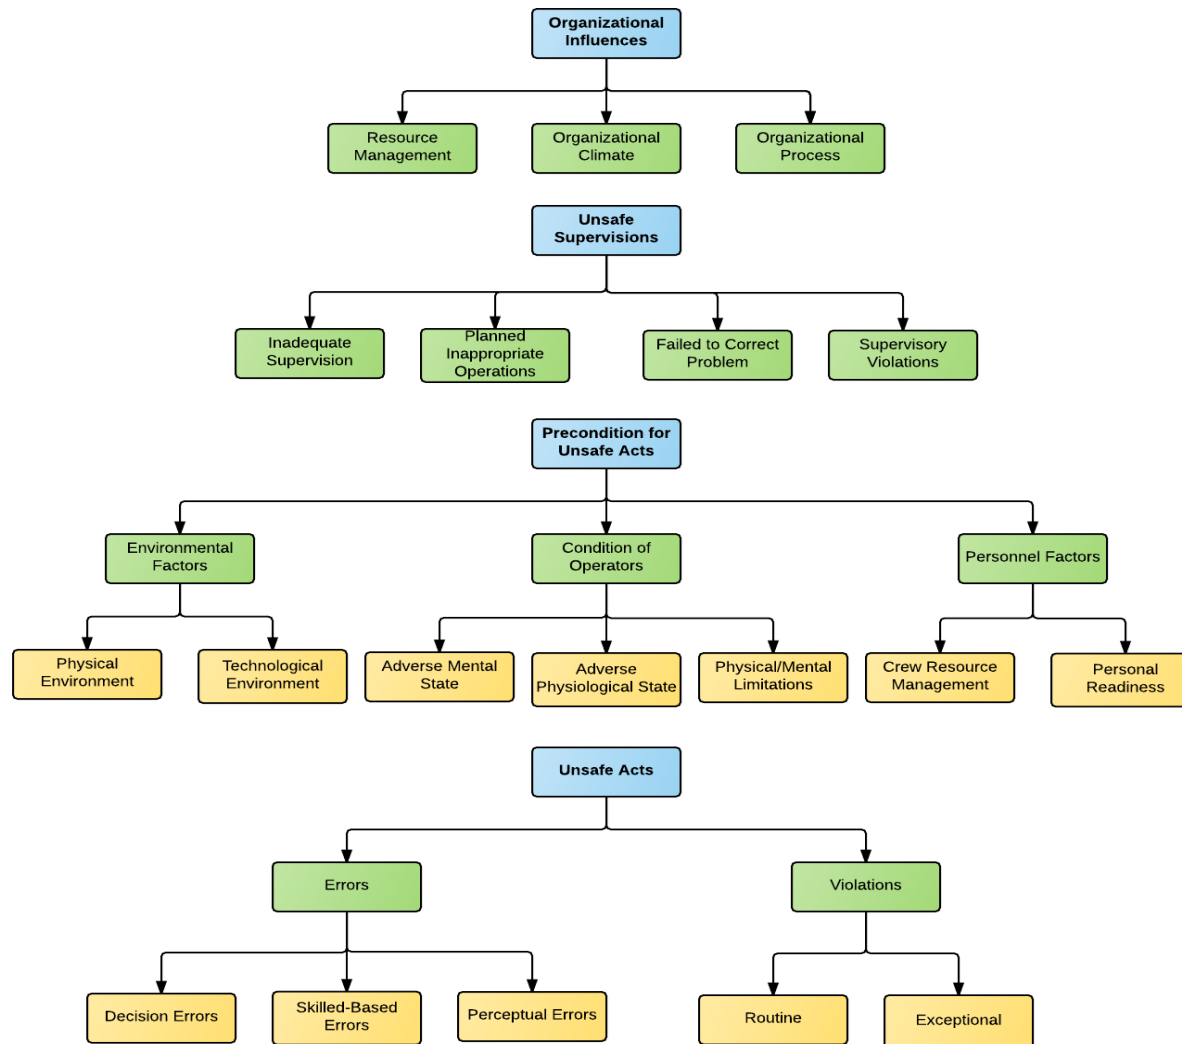 Organizational
Influences
Resource
Management
Organizational
Climate
Organizational
Process
Unsafe
Supervisions
Inadequate
Supervision
Planned
Inappropriate
Operations
Failed to Correct
Problem
Supervisory
Violations
Precondition for
Unsafe Acts
Environmental
Factors
Condition of
Operators
Personnel Factors
Physical
Environment
Technological
Environment
Adverse Mental
State
Adverse
Physiological State
Physical/Mental
Limitations
Crew Resource
Management
Personal
Readiness
Unsafe Acts
Errors
Violations
Decision Errors
Skilled-Based
Errors
Perceptual Errors
Routine
Exceptional